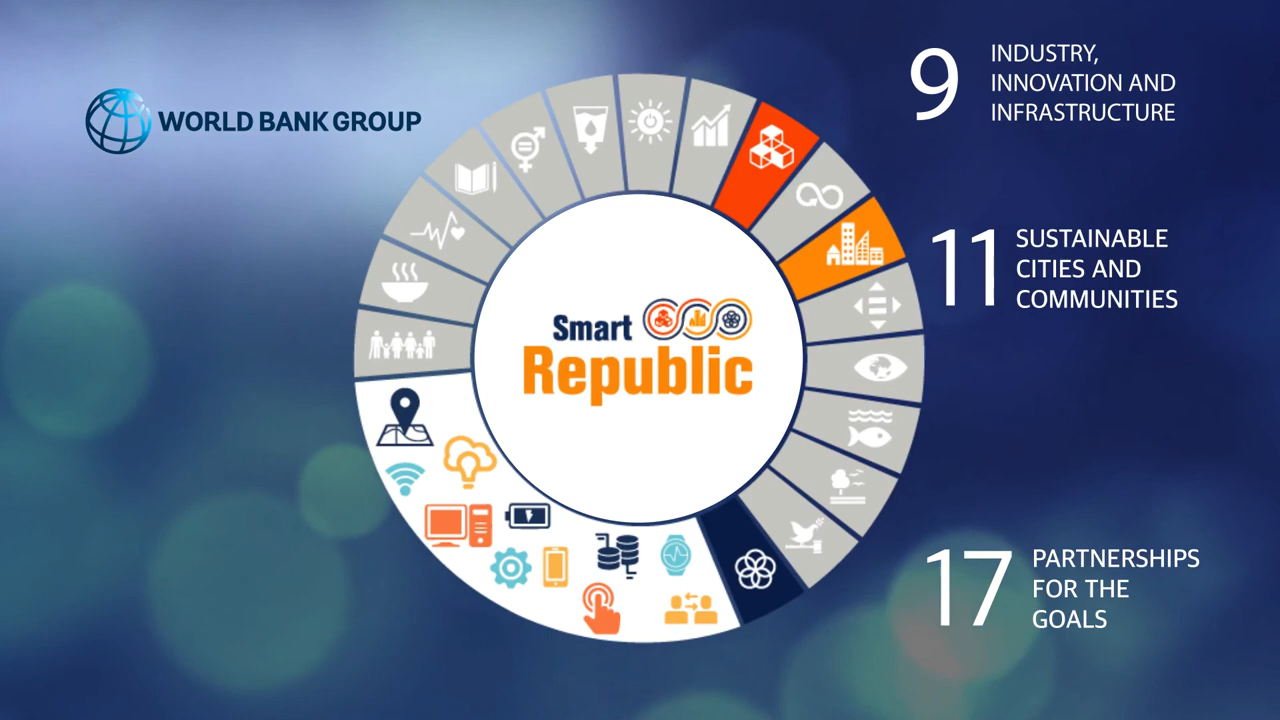 WORLD BANK GROUP
Smart
Republic
9
INDUSTRY,
INNOVATION AND
INFRASTRUCTURE
11
SUSTAINABLE
CITIES AND
COMMUNITIES
17
PARTNERSHIPS
FOR THE
GOALS